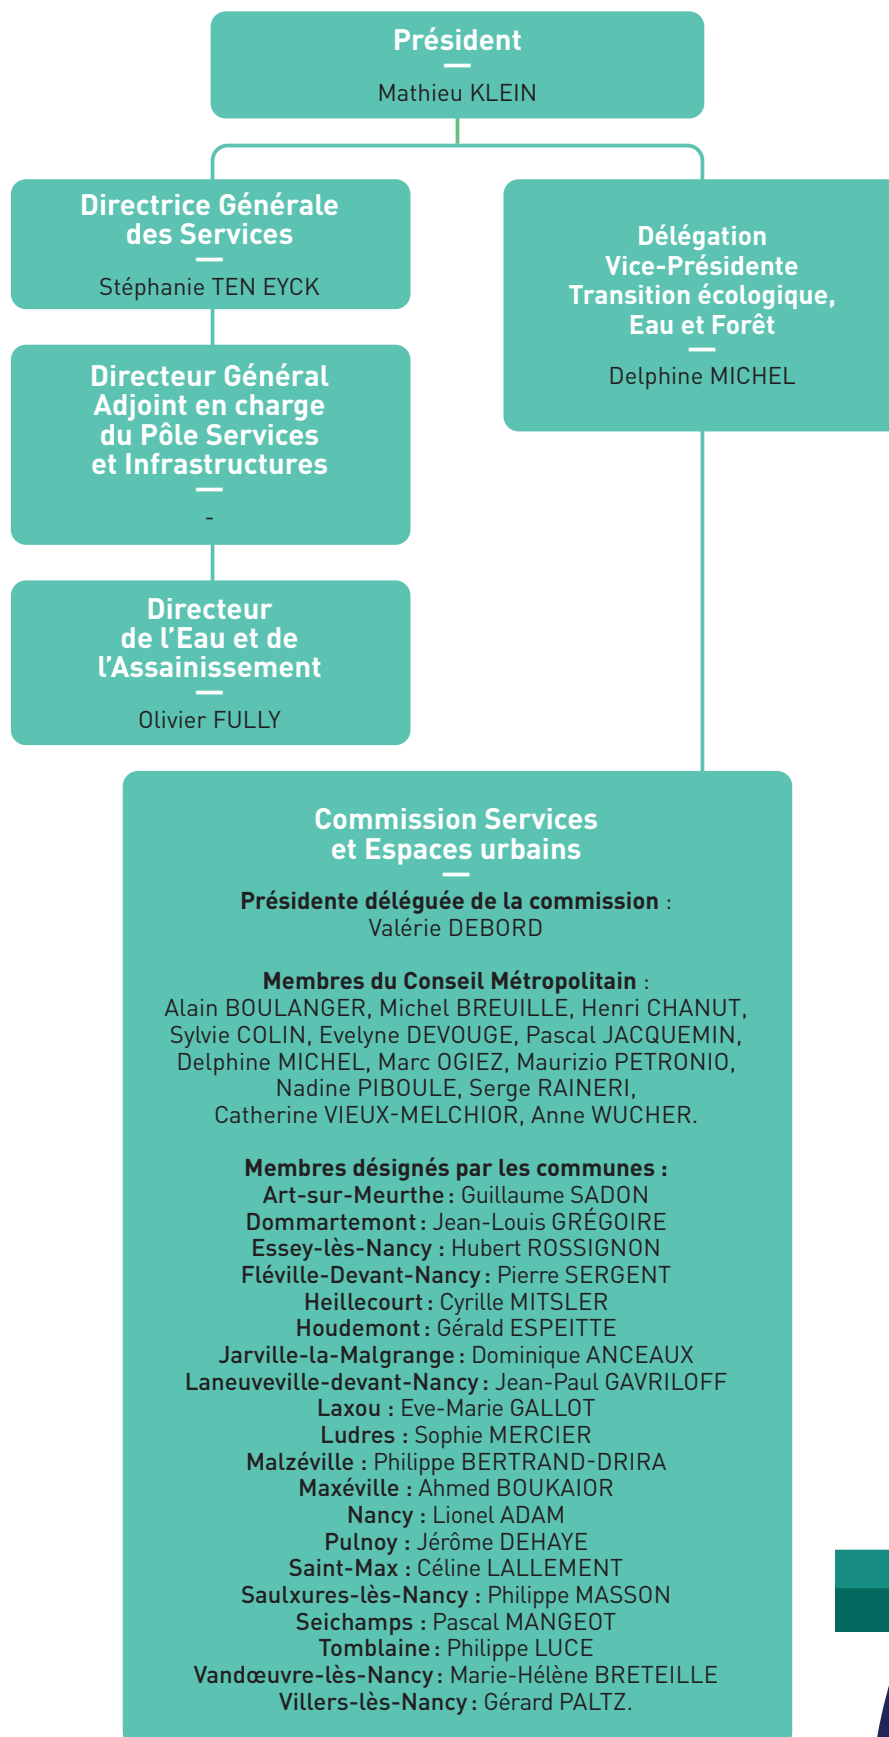 Président
Mathieu KLEIN
Directrice Générale
des Services
Stéphanie TEN EYCK
Directeur Général
Adjoint en charge
du Pôle Services
et Infrastructures
-
Directeur
de l'Eau et de
l'Assainissement
Olivier FULLY
Délégation
Vice-Présidente
Transition écologique,
Eau et Forêt
Delphine MICHEL
Commission Services
et Espaces urbains
Présidente déléguée de la commission :
Valérie DEBORD
Membres du Conseil Métropolitain :
Alain BOULANGER, Michel BREUILLE, Henri CHANUT,
Sylvie COLIN, Evelyne DEVOUGE, Pascal JACQUEMIN,
Delphine MICHEL, Marc OGIEZ, Maurizio PETRONIO,
Nadine PIBOULE, Serge RAINERI,
Catherine VIEUX-MELCHIOR, Anne WUCHER.
Membres désignés par les communes :
Art-sur-Meurthe : Guillaume SADON
Dommartemont : Jean-Louis GRÉGOIRE
Essey-lès-Nancy : Hubert ROSSIGNON
Fléville-Devant-Nancy : Pierre SERGENT
Heillecourt : Cyrille MITSLER
Houdemont : Gérald ESPEITTE
Jarville-la-Malgrange : Dominique ANCEAUX
Laneuveville-devant-Nancy : Jean-Paul GAVRILOFF
Laxou : Eve-Marie GALLOT
Ludres : Sophie MERCIER
Malzéville : Philippe BERTRAND-DRIRA
Maxéville : Ahmed BOUKAIOR
Nancy : Lionel ADAM
Pulnoy : Jérôme DEHAYE
Saint-Max : Céline LALLEMENT
Saulxures-lès-Nancy : Philippe MASSON
Seichamps : Pascal MANGEOT
Tomblaine : Philippe LUCE
Vandœuvre-lès-Nancy : Marie-Hélène BRETEILLE
Villers-lès-Nancy : Gérard PALTZ.